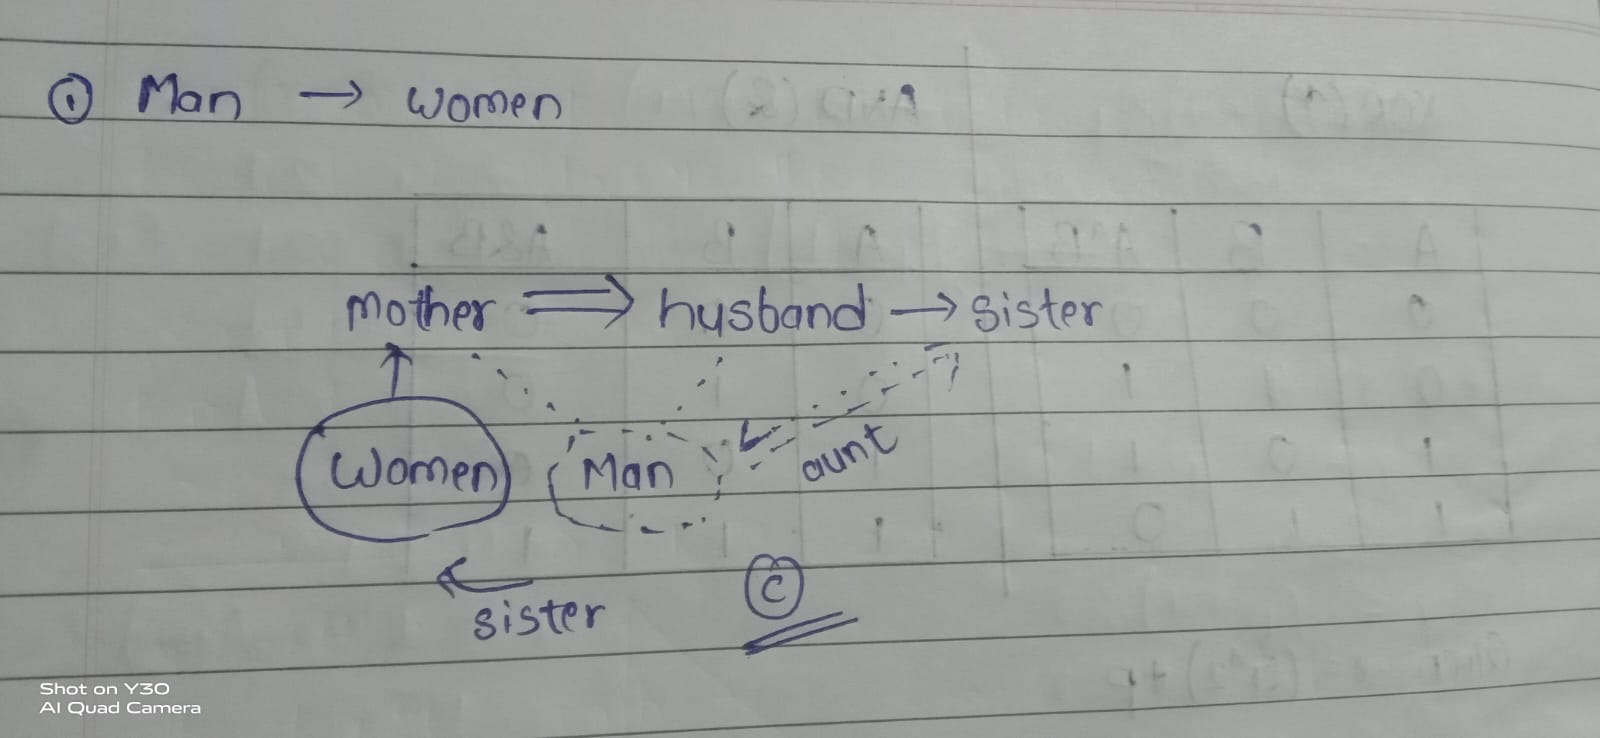 ① Man → women
mother ⟹ husband → sister
Women Man aunt
sister ©
Shot on Y30
AI Quad Camera